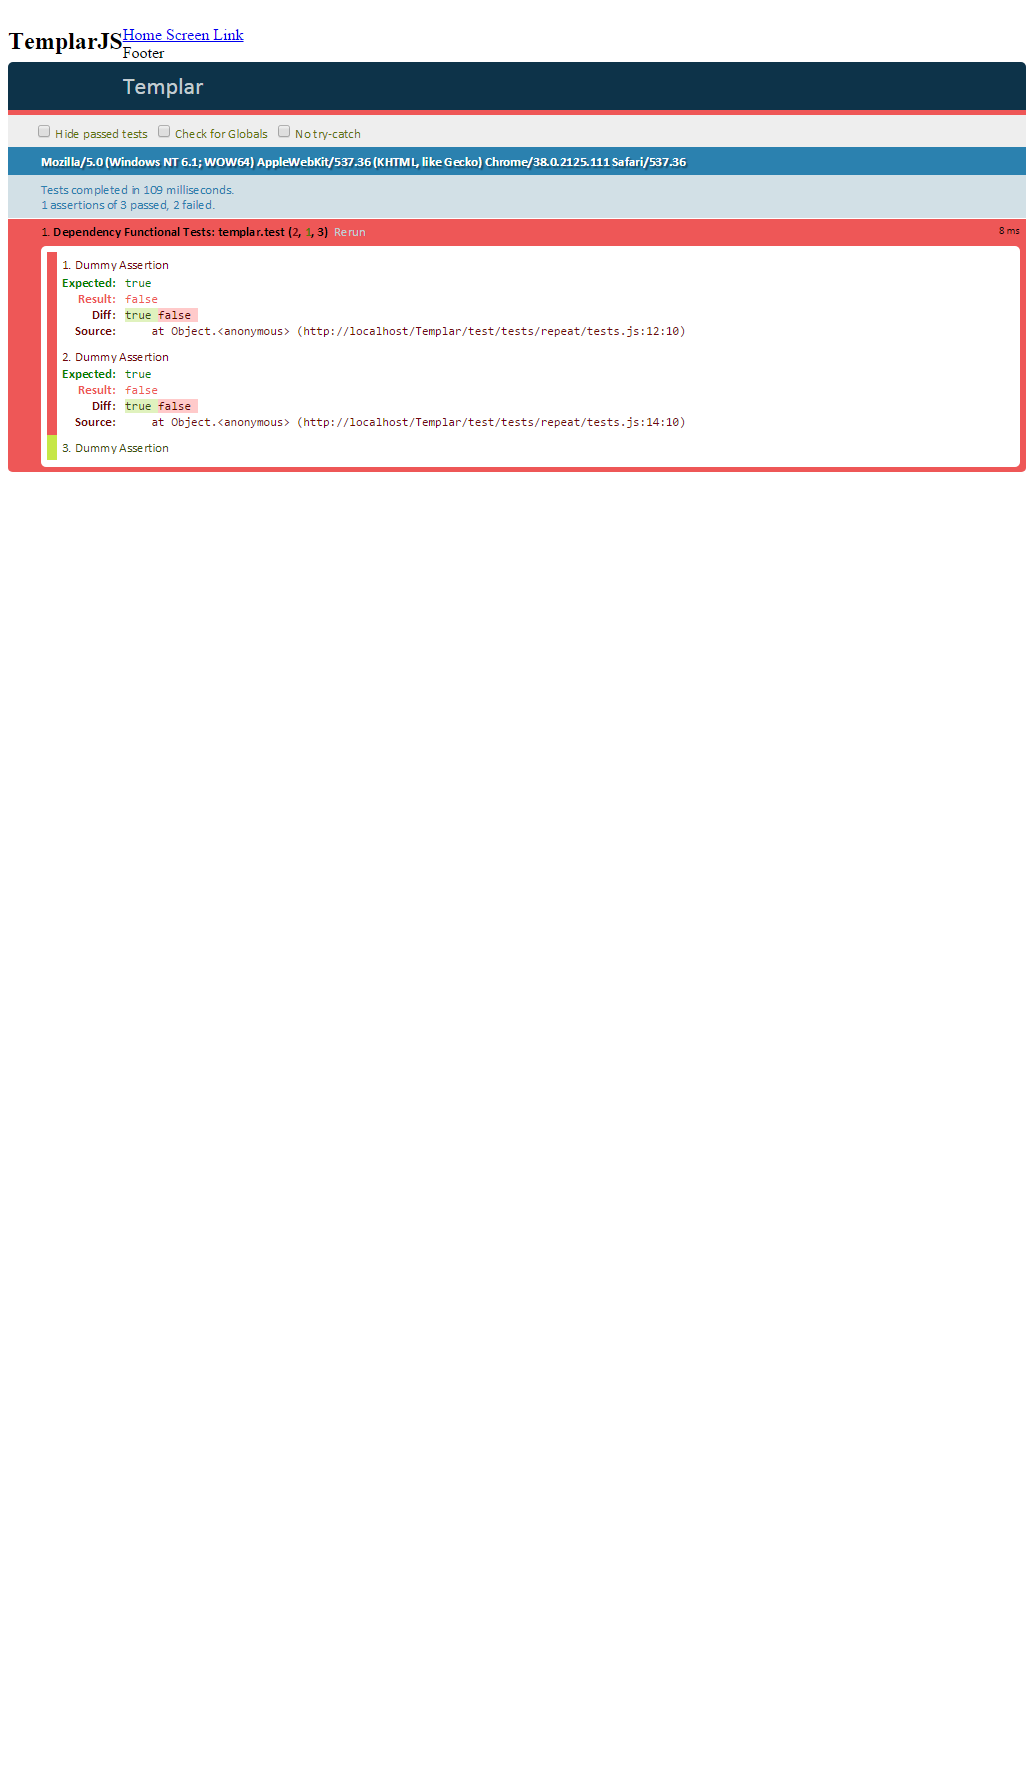 TemplarJS
Home Screen Link
Footer
Templar
Hide passed tests Check for Globals No try-catch
Mozilla/5.0 (Windows NT 6.1; WOW64) AppleWebKit/537.36 (KHTML, like Gecko) Chrome/38.0.2125.111 Safari/537.36
Tests completed in 109 milliseconds.
1 assertions of 3 passed, 2 failed.
1. Dependency Functional Tests: templar.test (2, 1, 3) Rerun 8 ms
1. Dummy Assertion
Expected: true
Result: false
Diff: true false
Source: at Object.<anonymous> (http://localhost/Templar/test/tests/repeat/tests.js:12:10)
2. Dummy Assertion
Expected: true
Result: false
Diff: true false
Source: at Object.<anonymous> (http://localhost/Templar/test/tests/repeat/tests.js:14:10)
3. Dummy Assertion